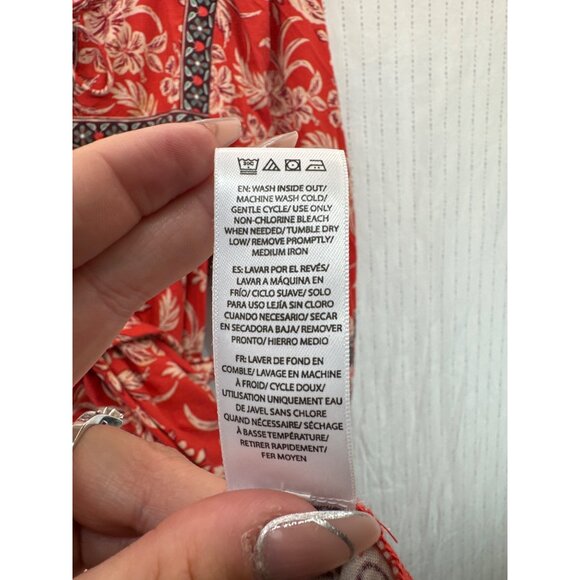 EN: WASH INSIDE OUT/
MACHINE WASH COLD/
GENTLE CYCLE/ USE ONLY
NON-CHLORINE BLEACH
WHEN NEEDED/ TUMBLE DRY
LOW/ REMOVE PROMPTLY/
MEDIUM IRON
ES: LAVAR POR EL REVÉS/
LAVAR A MÁQUINA EN
FRÍO/ CICLO SUAVE/ SOLO
PARA USO LEJÍA SIN CLORO
CUANDO NECESARIO/ SECAR
EN SECADORA BAJA/ REMOVER
PRONTO/ HIERRO MEDIO
FR: LAVER DE FOND EN
COMBLE/ LAVAGE EN MACHINE
À FROID/ CYCLE DOUX/
UTILISATION UNIQUEMENT EAU
DE JAVEL SANS CHLORE
QUAND NÉCESSAIRE/ SÉCHAGE
À BASSE TEMPÉRATURE/
RETIRER RAPIDEMENT/
FER MOYEN